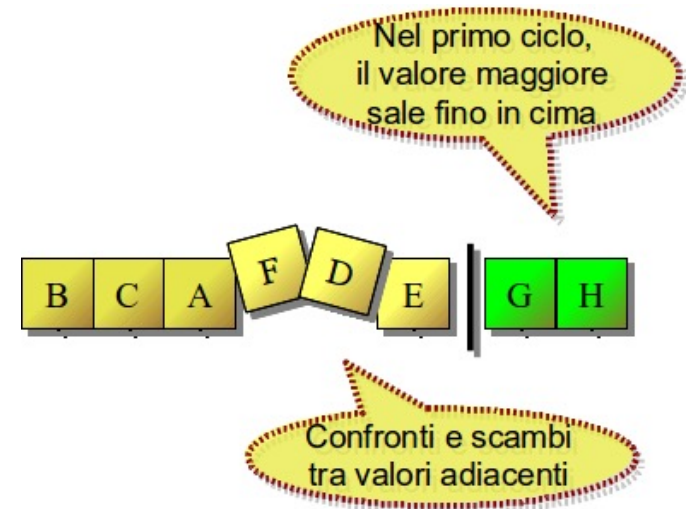 Nel primo ciclo,
il valore maggiore
sale fino in cima
B C A F D E G H
Confronti e scambi
tra valori adiacenti